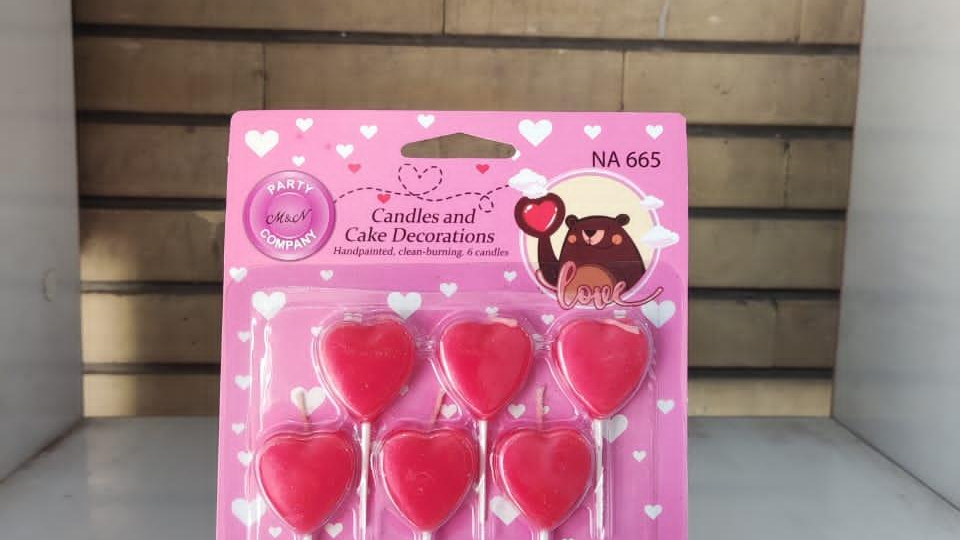 NA 665
PARTY
M&N
COMPANY
Candles and
Cake Decorations
Handpainted, clean-burning. 6 candles
love